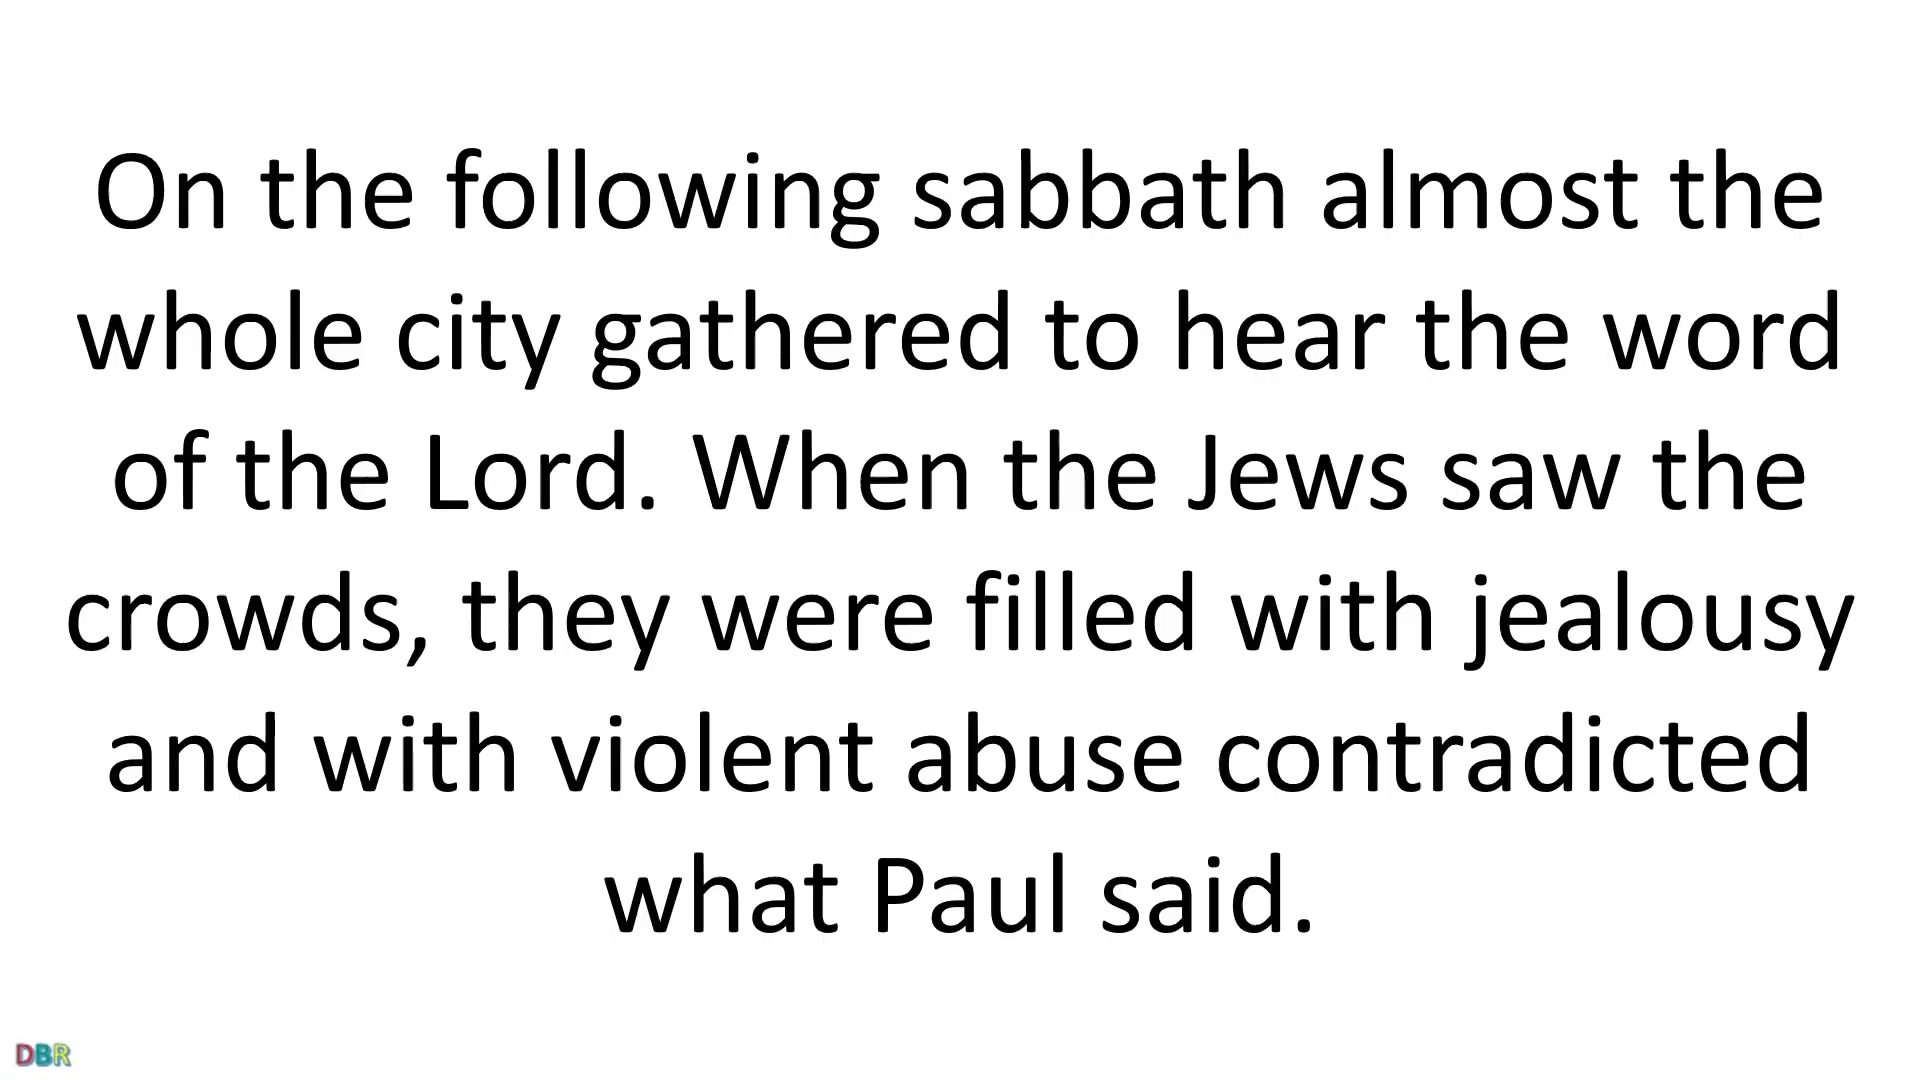 On the following sabbath almost the
whole city gathered to hear the word
of the Lord. When the Jews saw the
crowds, they were filled with jealousy
and with violent abuse contradicted
what Paul said.
DBR